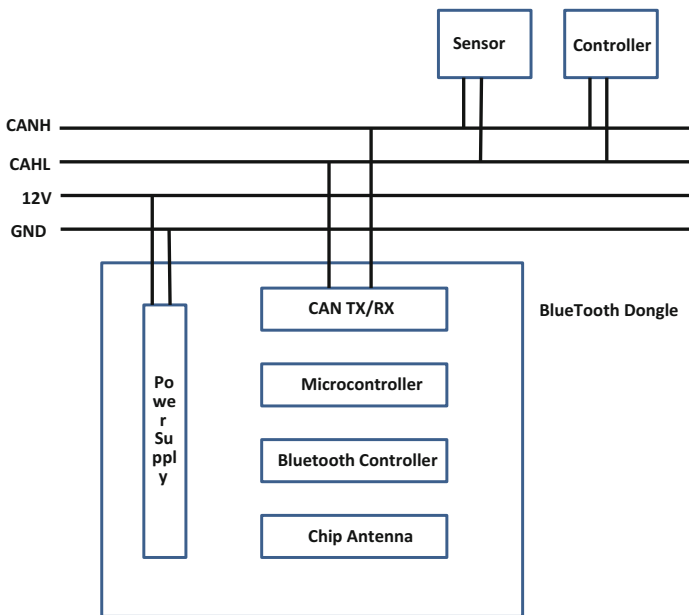 Sensor
Controller
CANH
CAHL
12V
GND
CAN TX/RX
BlueTooth Dongle
Po
we
r
Su
ppl
y
Microcontroller
Bluetooth Controller
Chip Antenna